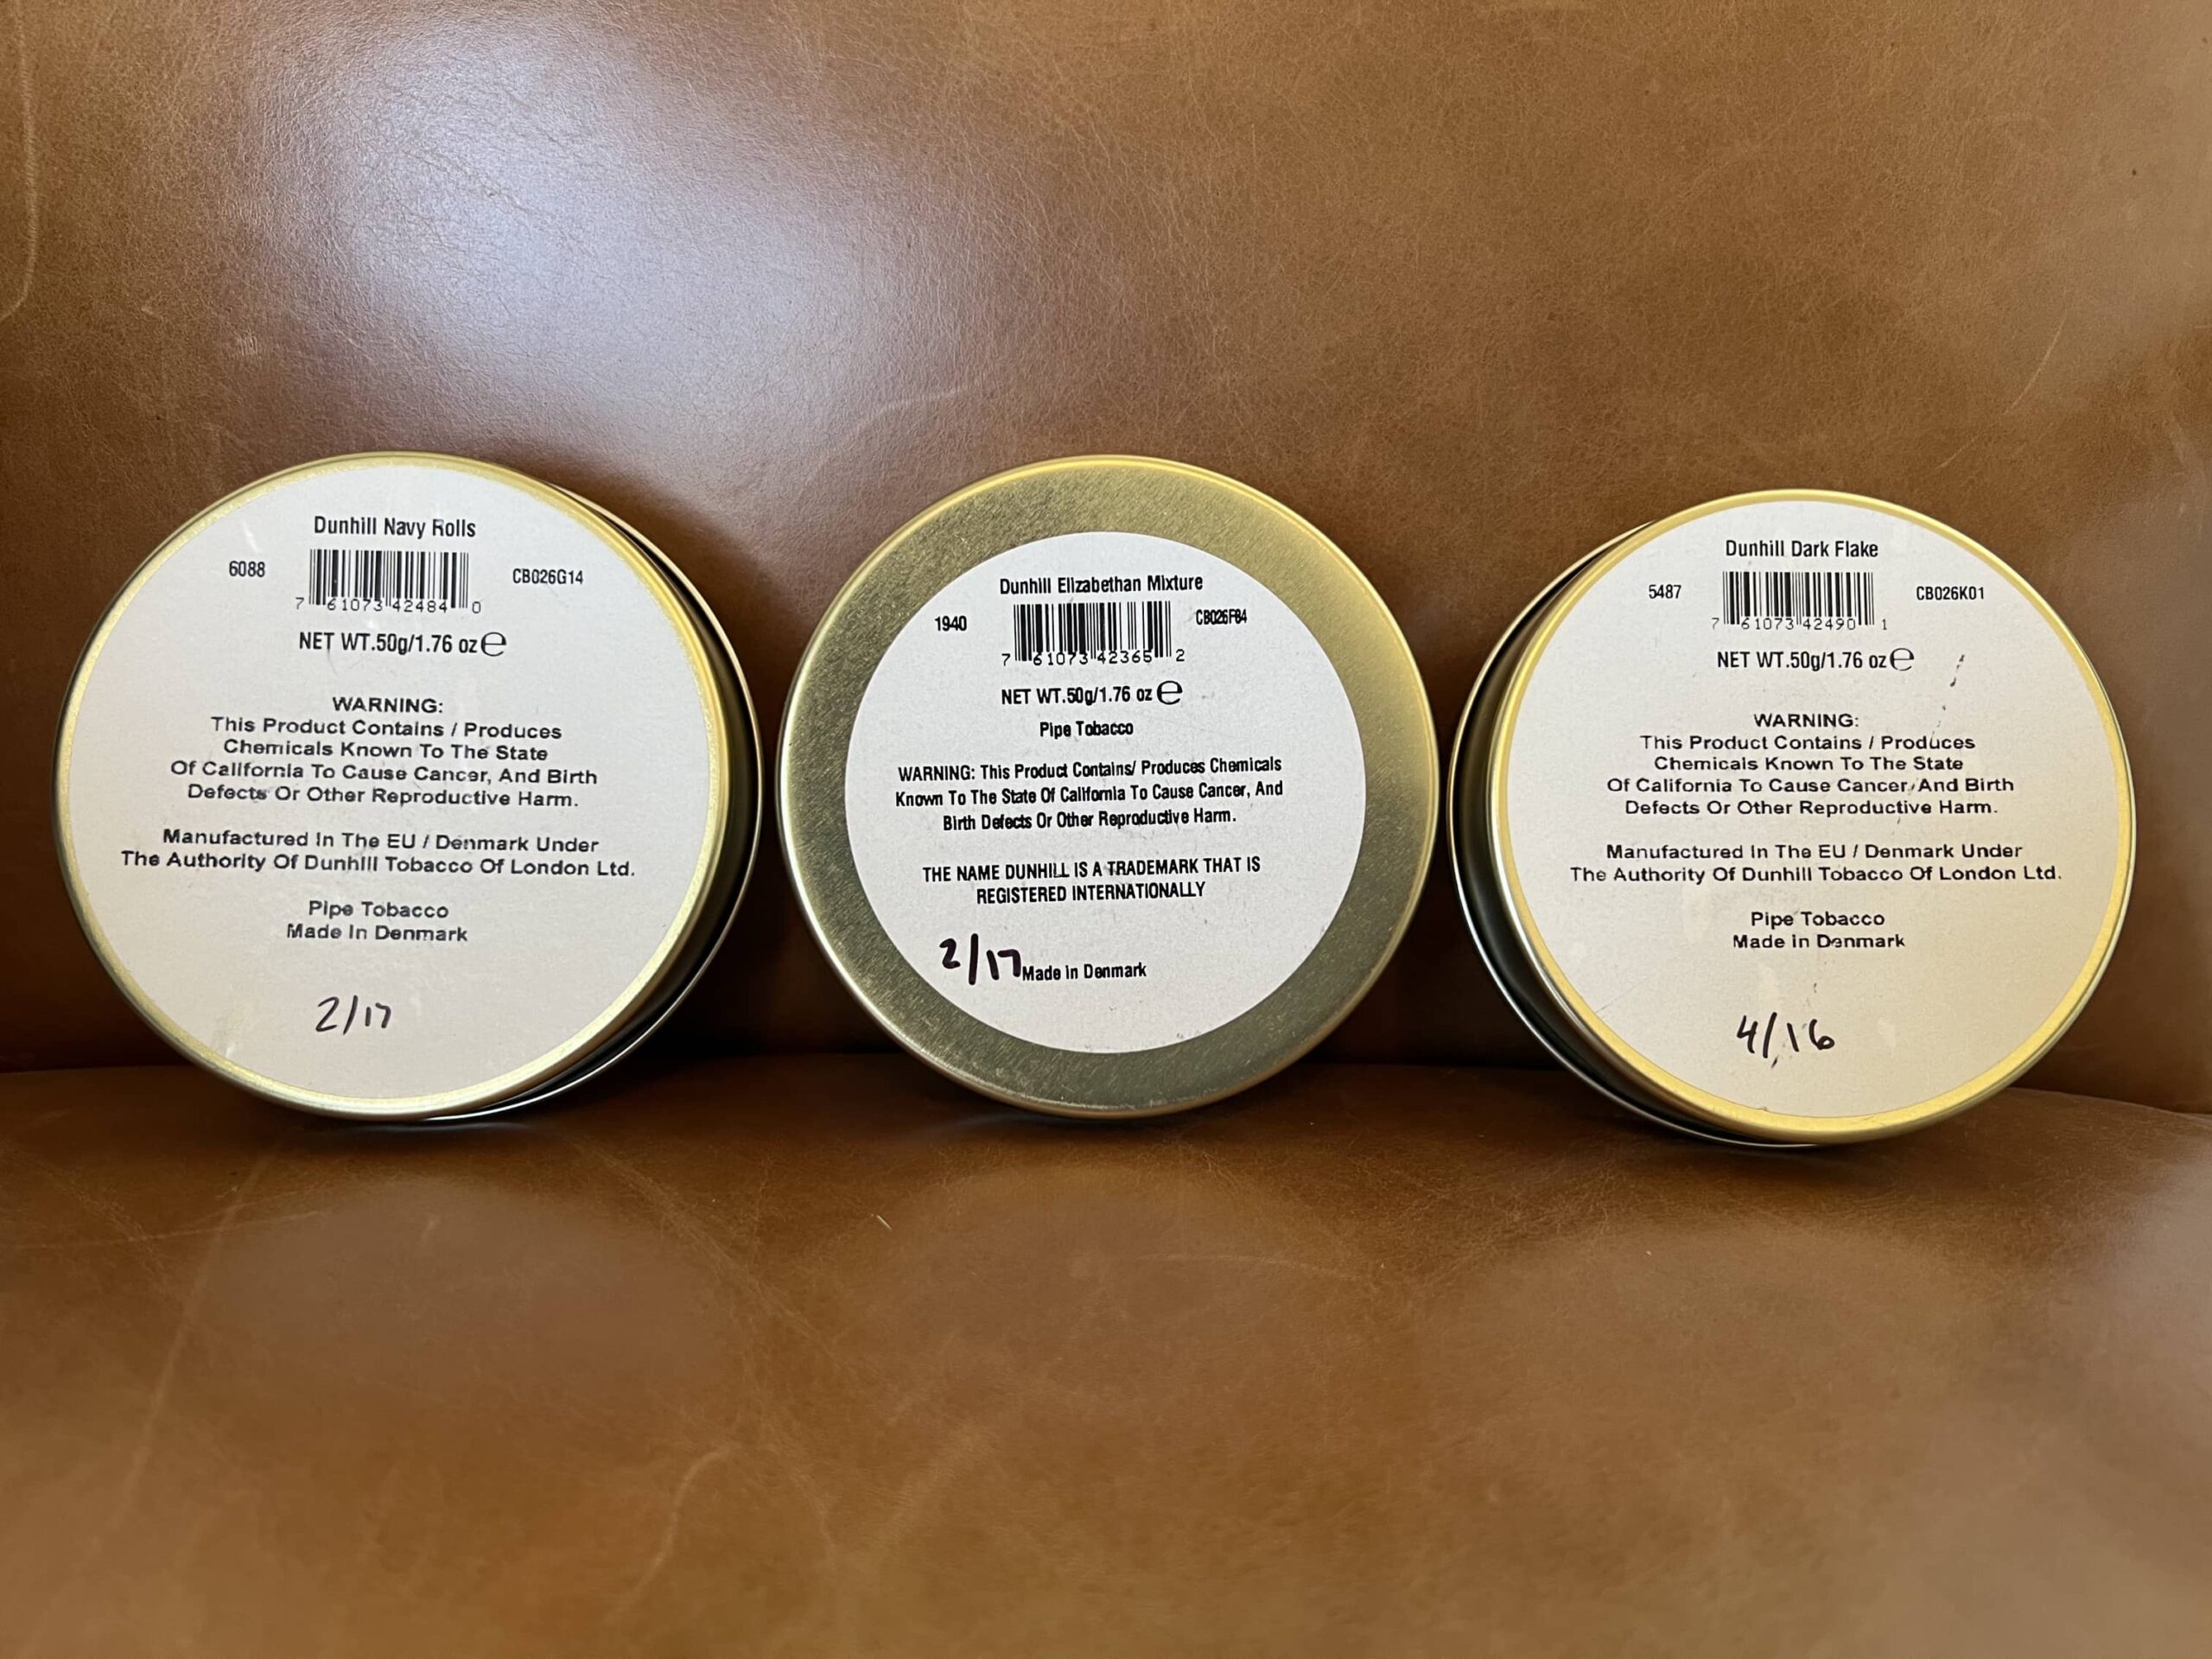 Dunhill Navy Rolls
6088
CB026G14
7 61073 42484 0
NET WT.50g/1.76 oz ℮
WARNING:
This Product Contains / Produces
Chemicals Known To The State
Of California To Cause Cancer, And Birth
Defects Or Other Reproductive Harm.
Manufactured In The EU / Denmark Under
The Authority Of Dunhill Tobacco Of London Ltd.
Pipe Tobacco
Made In Denmark
2/17
Dunhill Elizabethan Mixture
1940
CB026F84
7 61073 42365 2
NET WT.50g/1.76 oz ℮
Pipe Tobacco
WARNING: This Product Contains/ Produces Chemicals
Known To The State Of California To Cause Cancer, And
Birth Defects Or Other Reproductive Harm.
THE NAME DUNHILL IS A TRADEMARK THAT IS
REGISTERED INTERNATIONALLY
2/17
Made in Denmark
Dunhill Dark Flake
5487
CB026K01
7 61073 42490 1
NET WT.50g/1.76 oz ℮
WARNING:
This Product Contains / Produces
Chemicals Known To The State
Of California To Cause Cancer, And Birth
Defects Or Other Reproductive Harm.
Manufactured In The EU / Denmark Under
The Authority Of Dunhill Tobacco Of London Ltd.
Pipe Tobacco
Made in Denmark
4/16